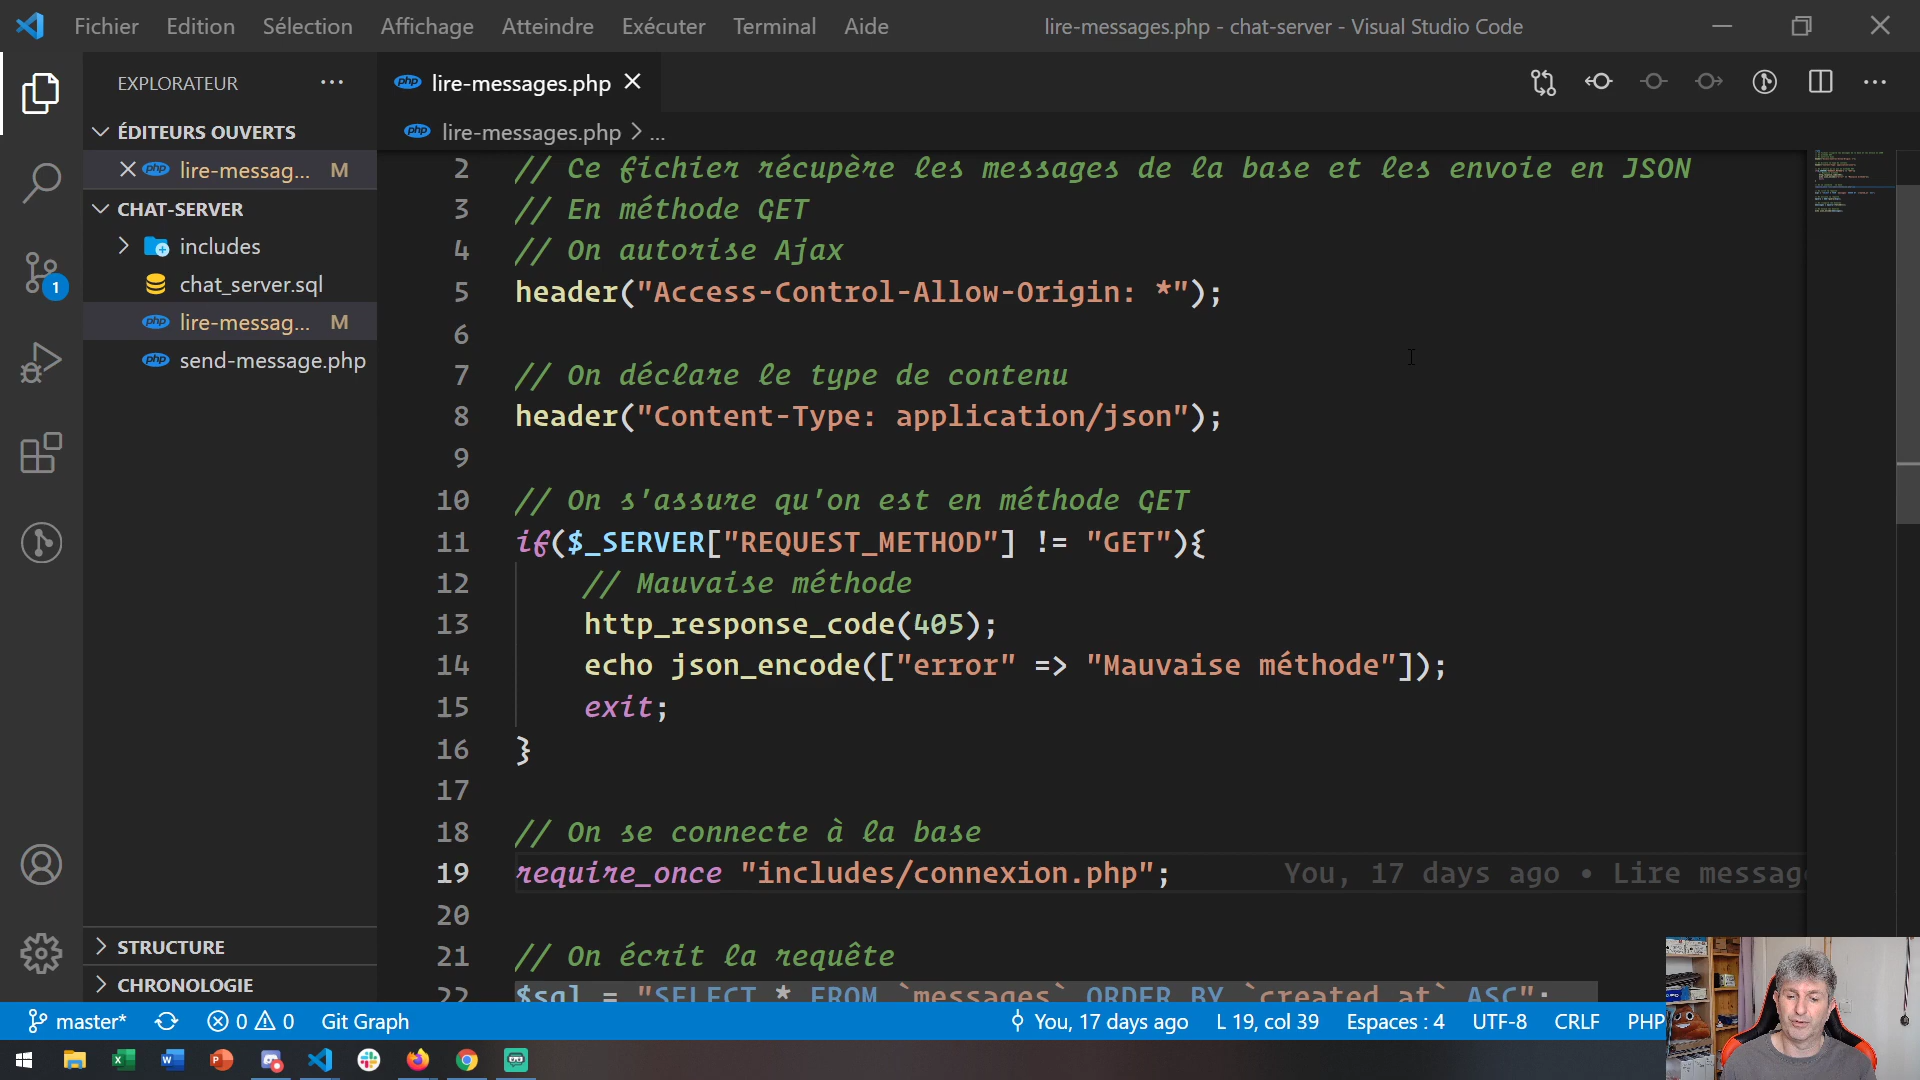 Fichier Edition Sélection Affichage Atteindre Exécuter Terminal Aide lire-messages.php - chat-server - Visual Studio Code
EXPLORATEUR ...
php lire-messages.php
ÉDITEURS OUVERTS
php lire-messages.php > ...
php lire-messag... M
CHAT-SERVER
includes
chat_server.sql
php lire-messag... M
php send-message.php
2 // Ce fichier récupère les messages de la base et les envoie en JSON
3 // En méthode GET
4 // On autorise Ajax
5 header("Access-Control-Allow-Origin: *");
6
7 // On déclare le type de contenu
8 header("Content-Type: application/json");
9
10 // On s'assure qu'on est en méthode GET
11 if($_SERVER["REQUEST_METHOD"] != "GET"){
12 // Mauvaise méthode
13 http_response_code(405);
14 echo json_encode(["error" => "Mauvaise méthode"]);
15 exit;
16 }
17
18 // On se connecte à la base
19 require_once "includes/connexion.php"; You, 17 days ago • Lire messag
20
21 // On écrit la requête
22 $sql = "SELECT * FROM `messages` ORDER BY `created_at` ASC";
1
STRUCTURE
CHRONOLOGIE
master* 0 0 Git Graph You, 17 days ago L 19, col 39 Espaces : 4 UTF-8 CRLF PHP